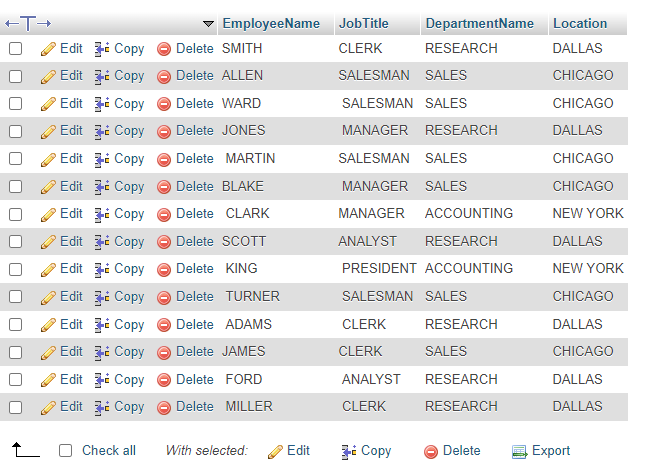 EmployeeName JobTitle DepartmentName Location
Edit Copy Delete SMITH CLERK RESEARCH DALLAS
Edit Copy Delete ALLEN SALESMAN SALES CHICAGO
Edit Copy Delete WARD SALESMAN SALES CHICAGO
Edit Copy Delete JONES MANAGER RESEARCH DALLAS
Edit Copy Delete MARTIN SALESMAN SALES CHICAGO
Edit Copy Delete BLAKE MANAGER SALES CHICAGO
Edit Copy Delete CLARK MANAGER ACCOUNTING NEW YORK
Edit Copy Delete SCOTT ANALYST RESEARCH DALLAS
Edit Copy Delete KING PRESIDENT ACCOUNTING NEW YORK
Edit Copy Delete TURNER SALESMAN SALES CHICAGO
Edit Copy Delete ADAMS CLERK RESEARCH DALLAS
Edit Copy Delete JAMES CLERK SALES CHICAGO
Edit Copy Delete FORD ANALYST RESEARCH DALLAS
Edit Copy Delete MILLER CLERK RESEARCH DALLAS
Check all With selected: Edit Copy Delete Export